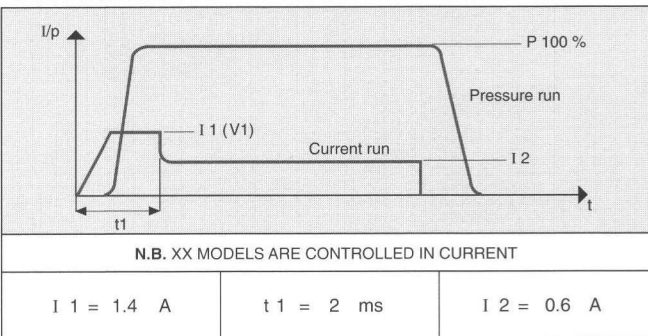 I/p
P 100 %
Pressure run
I 1 (V1)
Current run
I 2
t
t1
N.B. XX MODELS ARE CONTROLLED IN CURRENT
I 1 = 1.4 A
t 1 = 2 ms
I 2 = 0.6 A